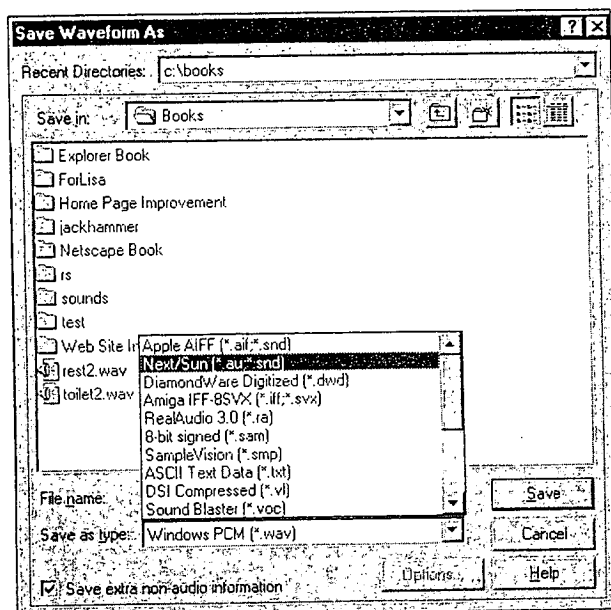 Save Waveform As
Recent Directories: c:\books
Save in: Books
Explorer Book
ForLisa
Home Page Improvement
jackhammer
Netscape Book
rs
sounds
test
Web Site In
rest2.wav
toilet2.wav
Apple AIFF (*.aif;*.snd)
Next/Sun (*.au;*.snd)
DiamondWare Digitized (*.dwd)
Amiga IFF-8SVX (*.iff;*.svx)
RealAudio 3.0 (*.ra)
8-bit signed (*.sam)
SampleVision (*.smp)
ASCII Text Data (*.txt)
DSI Compressed (*.vl)
Sound Blaster (*.voc)
File name:
Save
Save as type: Windows PCM (*.wav)
Cancel
Save extra non-audio information
Options...
Help